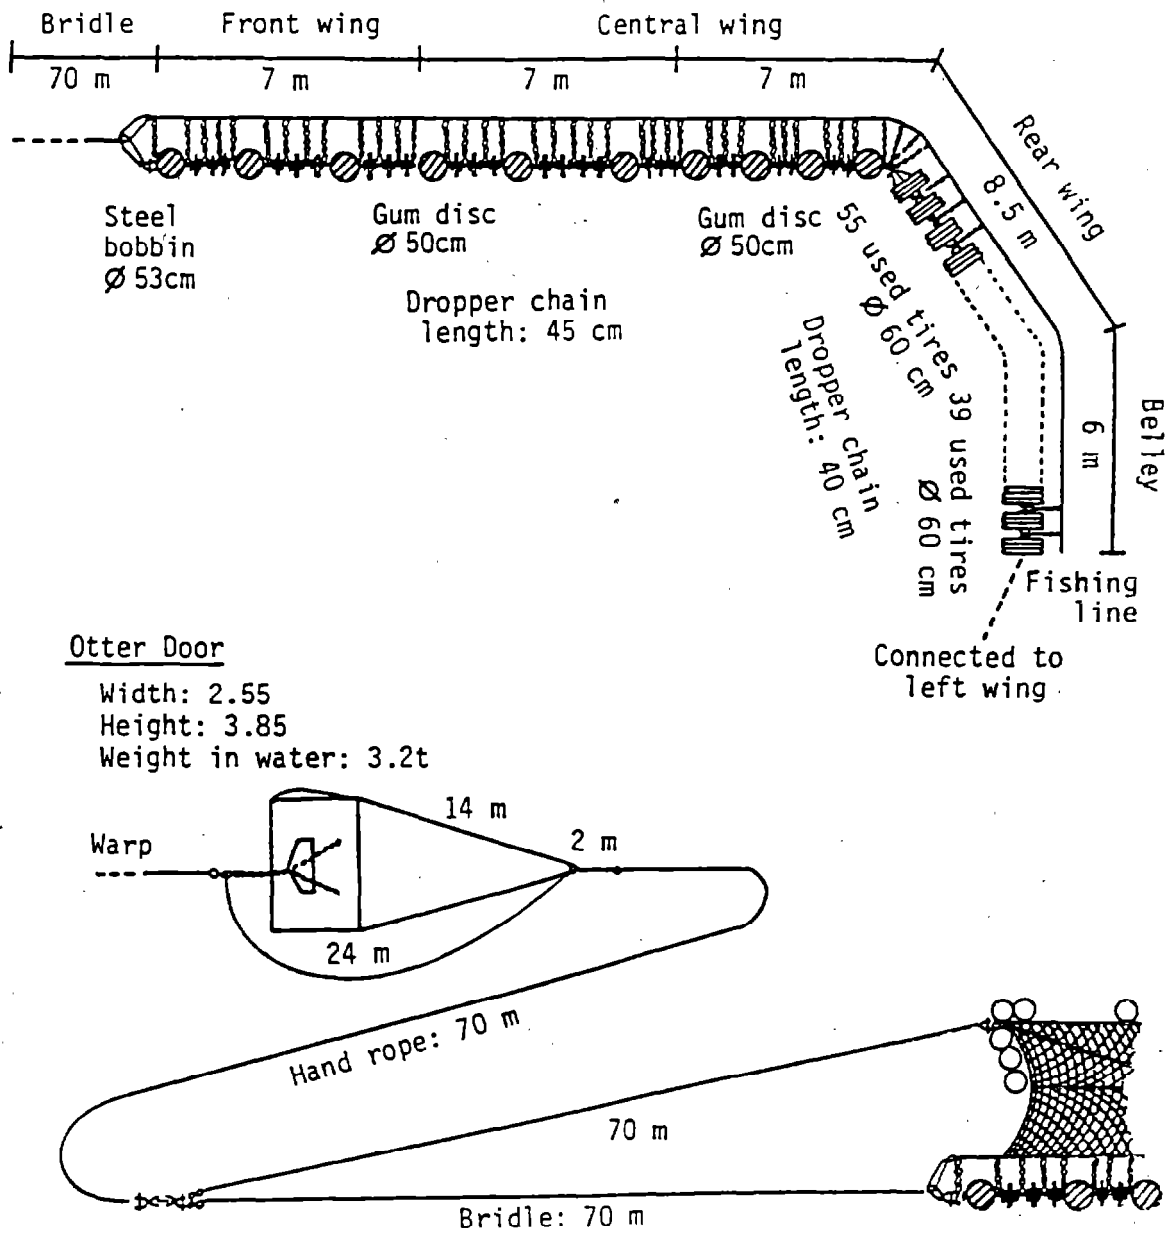 Bridle
Front wing
Central wing
70 m
7 m
7 m
7 m
Rear wing
8.5 m
Steel
bobbin
Ø 53cm
Gum disc
Ø 50cm
Gum disc
Ø 50cm
Dropper chain
length: 45 cm
55 used tires
Ø 60 cm
Dropper chain
length: 40 cm
39 used tires
Ø 60 cm
6 m
Belley
Fishing
line
Connected to
left wing
Otter Door
Width: 2.55
Height: 3.85
Weight in water: 3.2t
Warp
14 m
2 m
24 m
Hand rope: 70 m
70 m
Bridle: 70 m